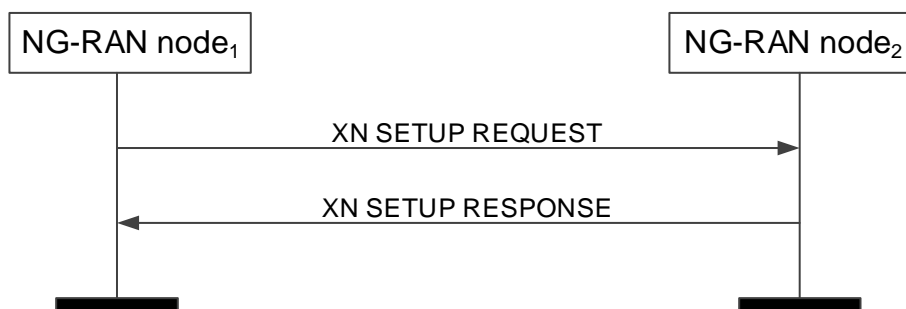 NG-RAN node₁
NG-RAN node₂
XN SETUP REQUEST
XN SETUP RESPONSE